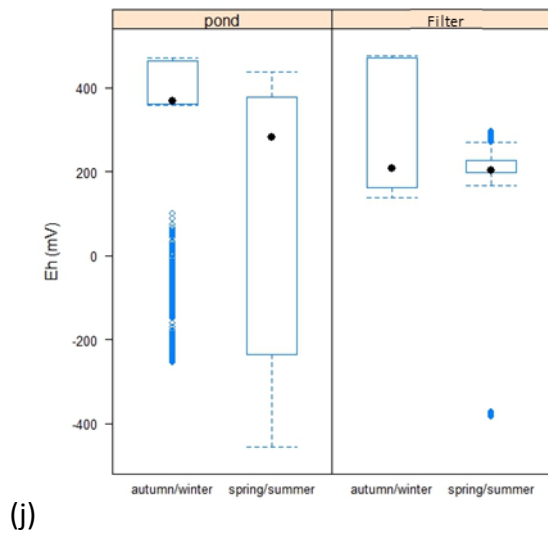 pond Filter
400
200
0
-200
-400
Eh (mV)
autumn/winter spring/summer autumn/winter spring/summer
(j)